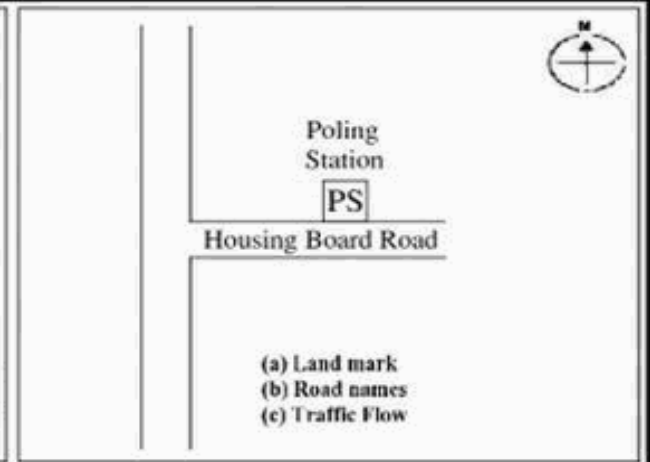 N
Poling
Station
PS
Housing Board Road
(a) Land mark
(b) Road names
(c) Traffic Flow